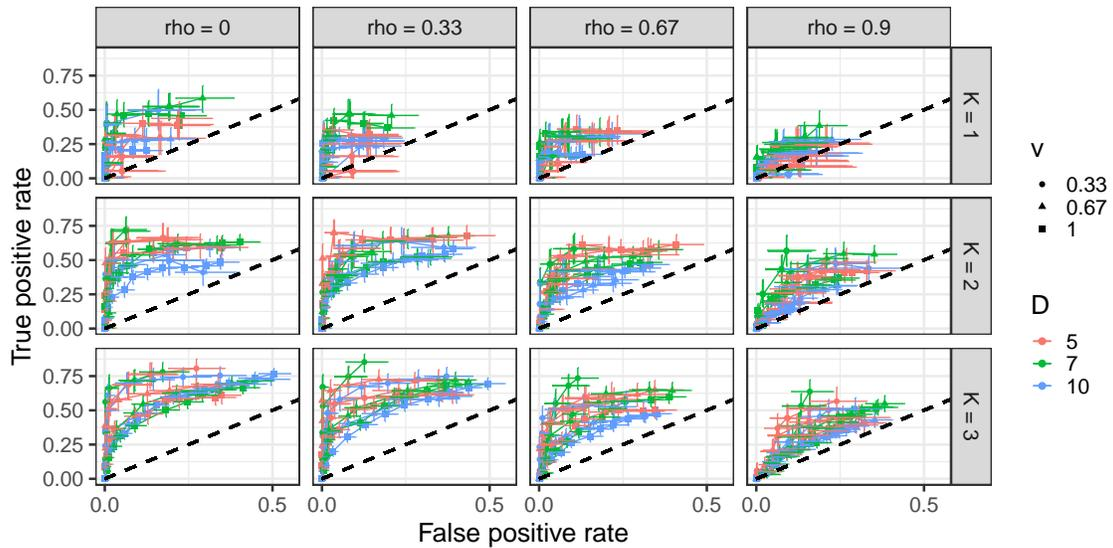 rho = 0 rho = 0.33 rho = 0.67 rho = 0.9
True positive rate
0.75
0.50
0.25
0.00
K = 1
0.75
0.50
0.25
0.00
K = 2
0.75
0.50
0.25
0.00
K = 3
0.0 0.5 0.0 0.5 0.0 0.5 0.0 0.5
False positive rate
v
0.33
0.67
1
D
5
7
10